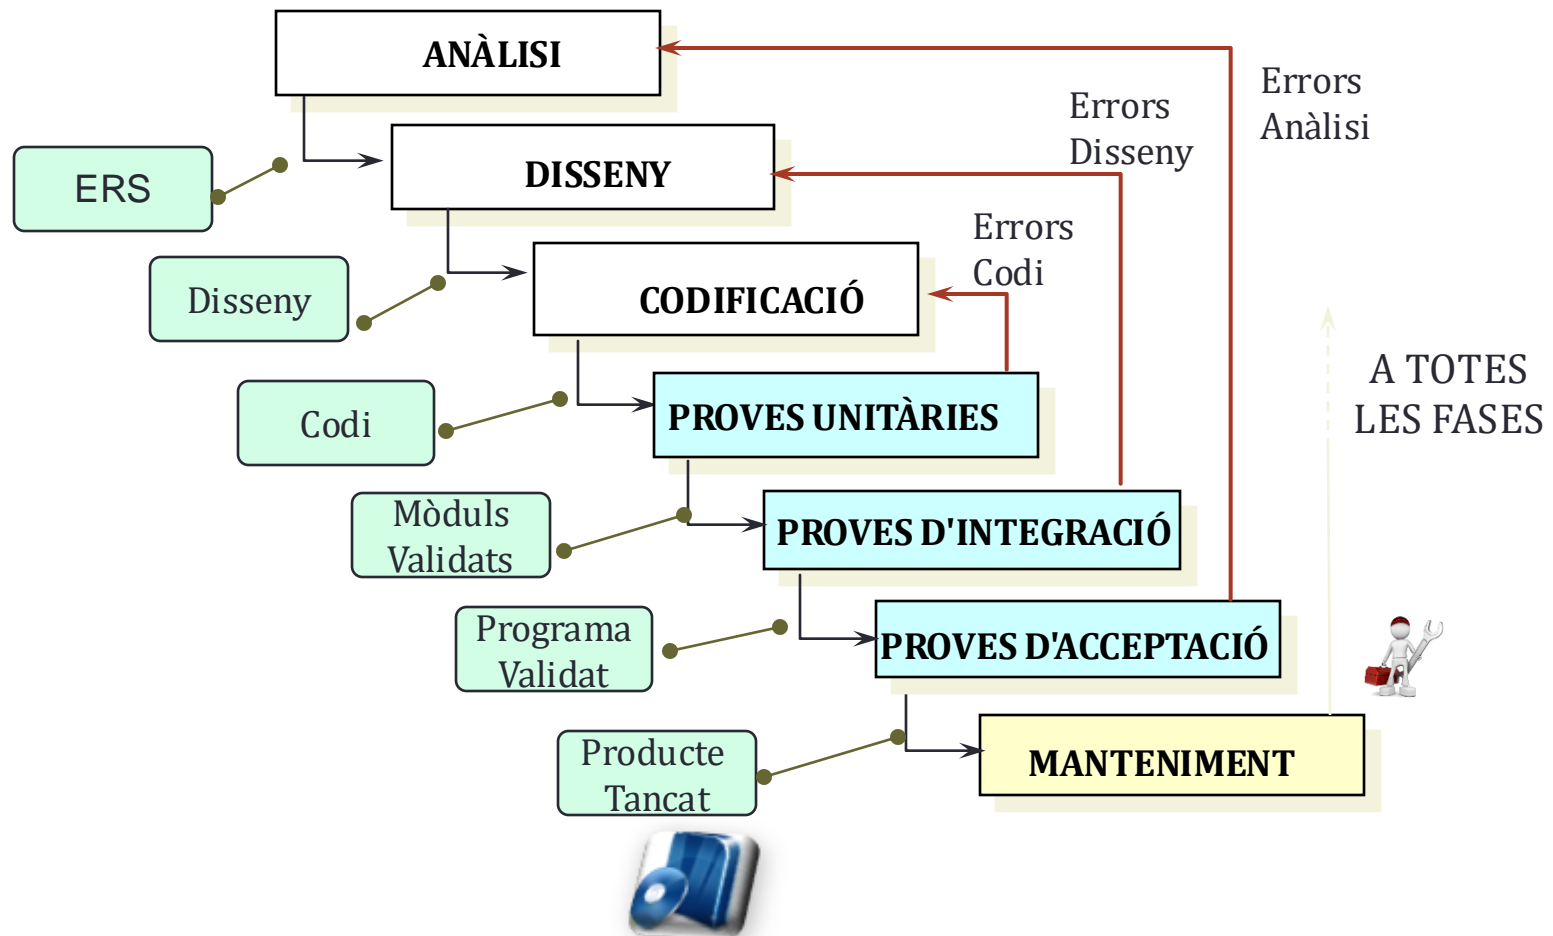 ANÀLISI
Errors
Anàlisi
Errors
Disseny
DISSENY
ERS
Errors
Codi
CODIFICACIÓ
Disseny
A TOTES
LES FASES
PROVES UNITÀRIES
Codi
Mòduls
Validats
PROVES D'INTEGRACIÓ
Programa
Validat
PROVES D'ACCEPTACIÓ
Producte
Tancat
MANTENIMENT